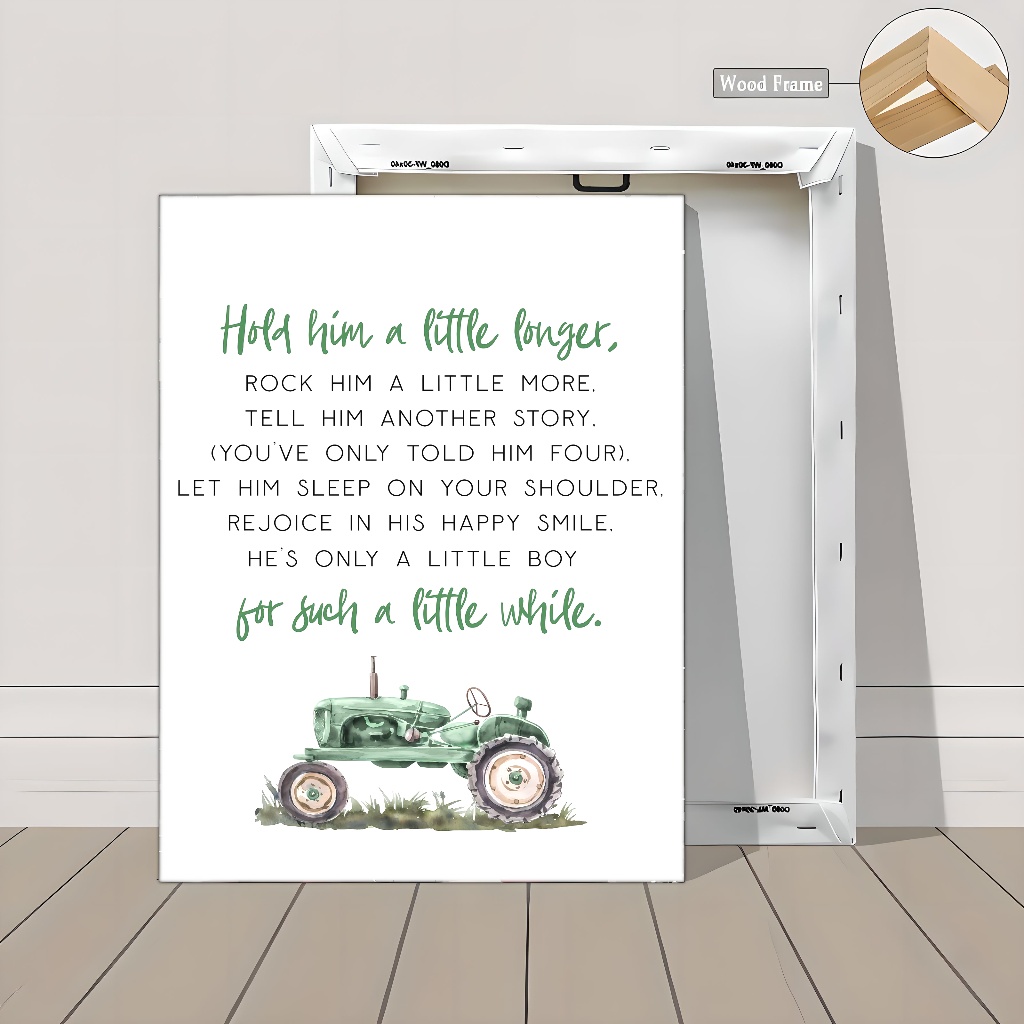 Wood Frame
Hold him a little longer,
ROCK HIM A LITTLE MORE.
TELL HIM ANOTHER STORY.
(YOU'VE ONLY TOLD HIM FOUR).
LET HIM SLEEP ON YOUR SHOULDER,
REJOICE IN HIS HAPPY SMILE.
HE'S ONLY A LITTLE BOY
for such a little while.